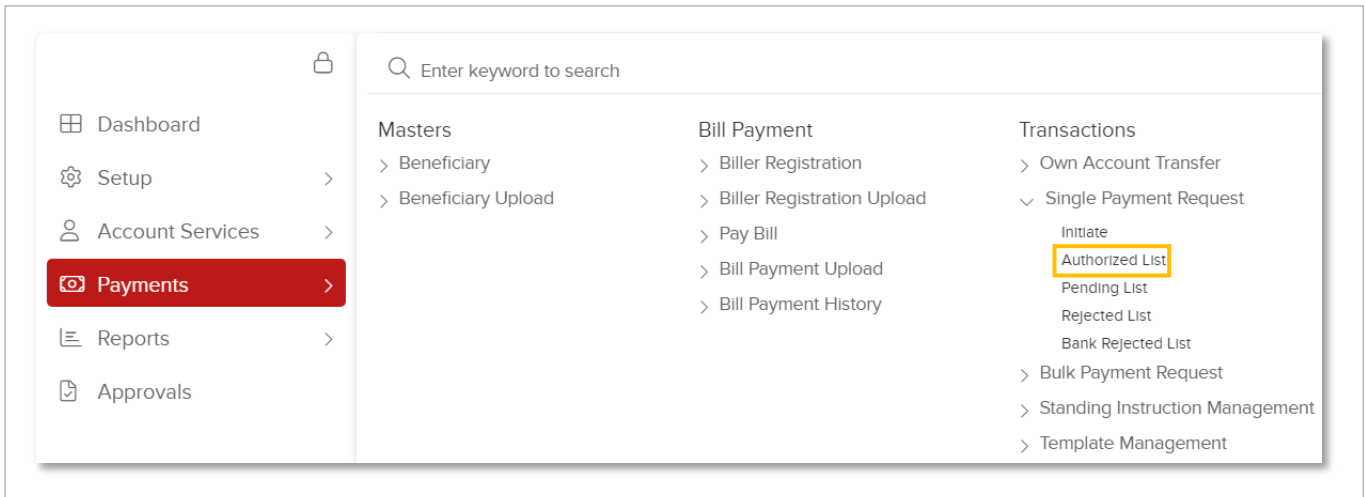 Dashboard
Setup
Account Services
Payments
Reports
Approvals
Enter keyword to search
Masters
Beneficiary
Beneficiary Upload
Bill Payment
Biller Registration
Biller Registration Upload
Pay Bill
Bill Payment Upload
Bill Payment History
Transactions
Own Account Transfer
Single Payment Request
Initiate
Authorized List
Pending List
Rejected List
Bank Rejected List
Bulk Payment Request
Standing Instruction Management
Template Management